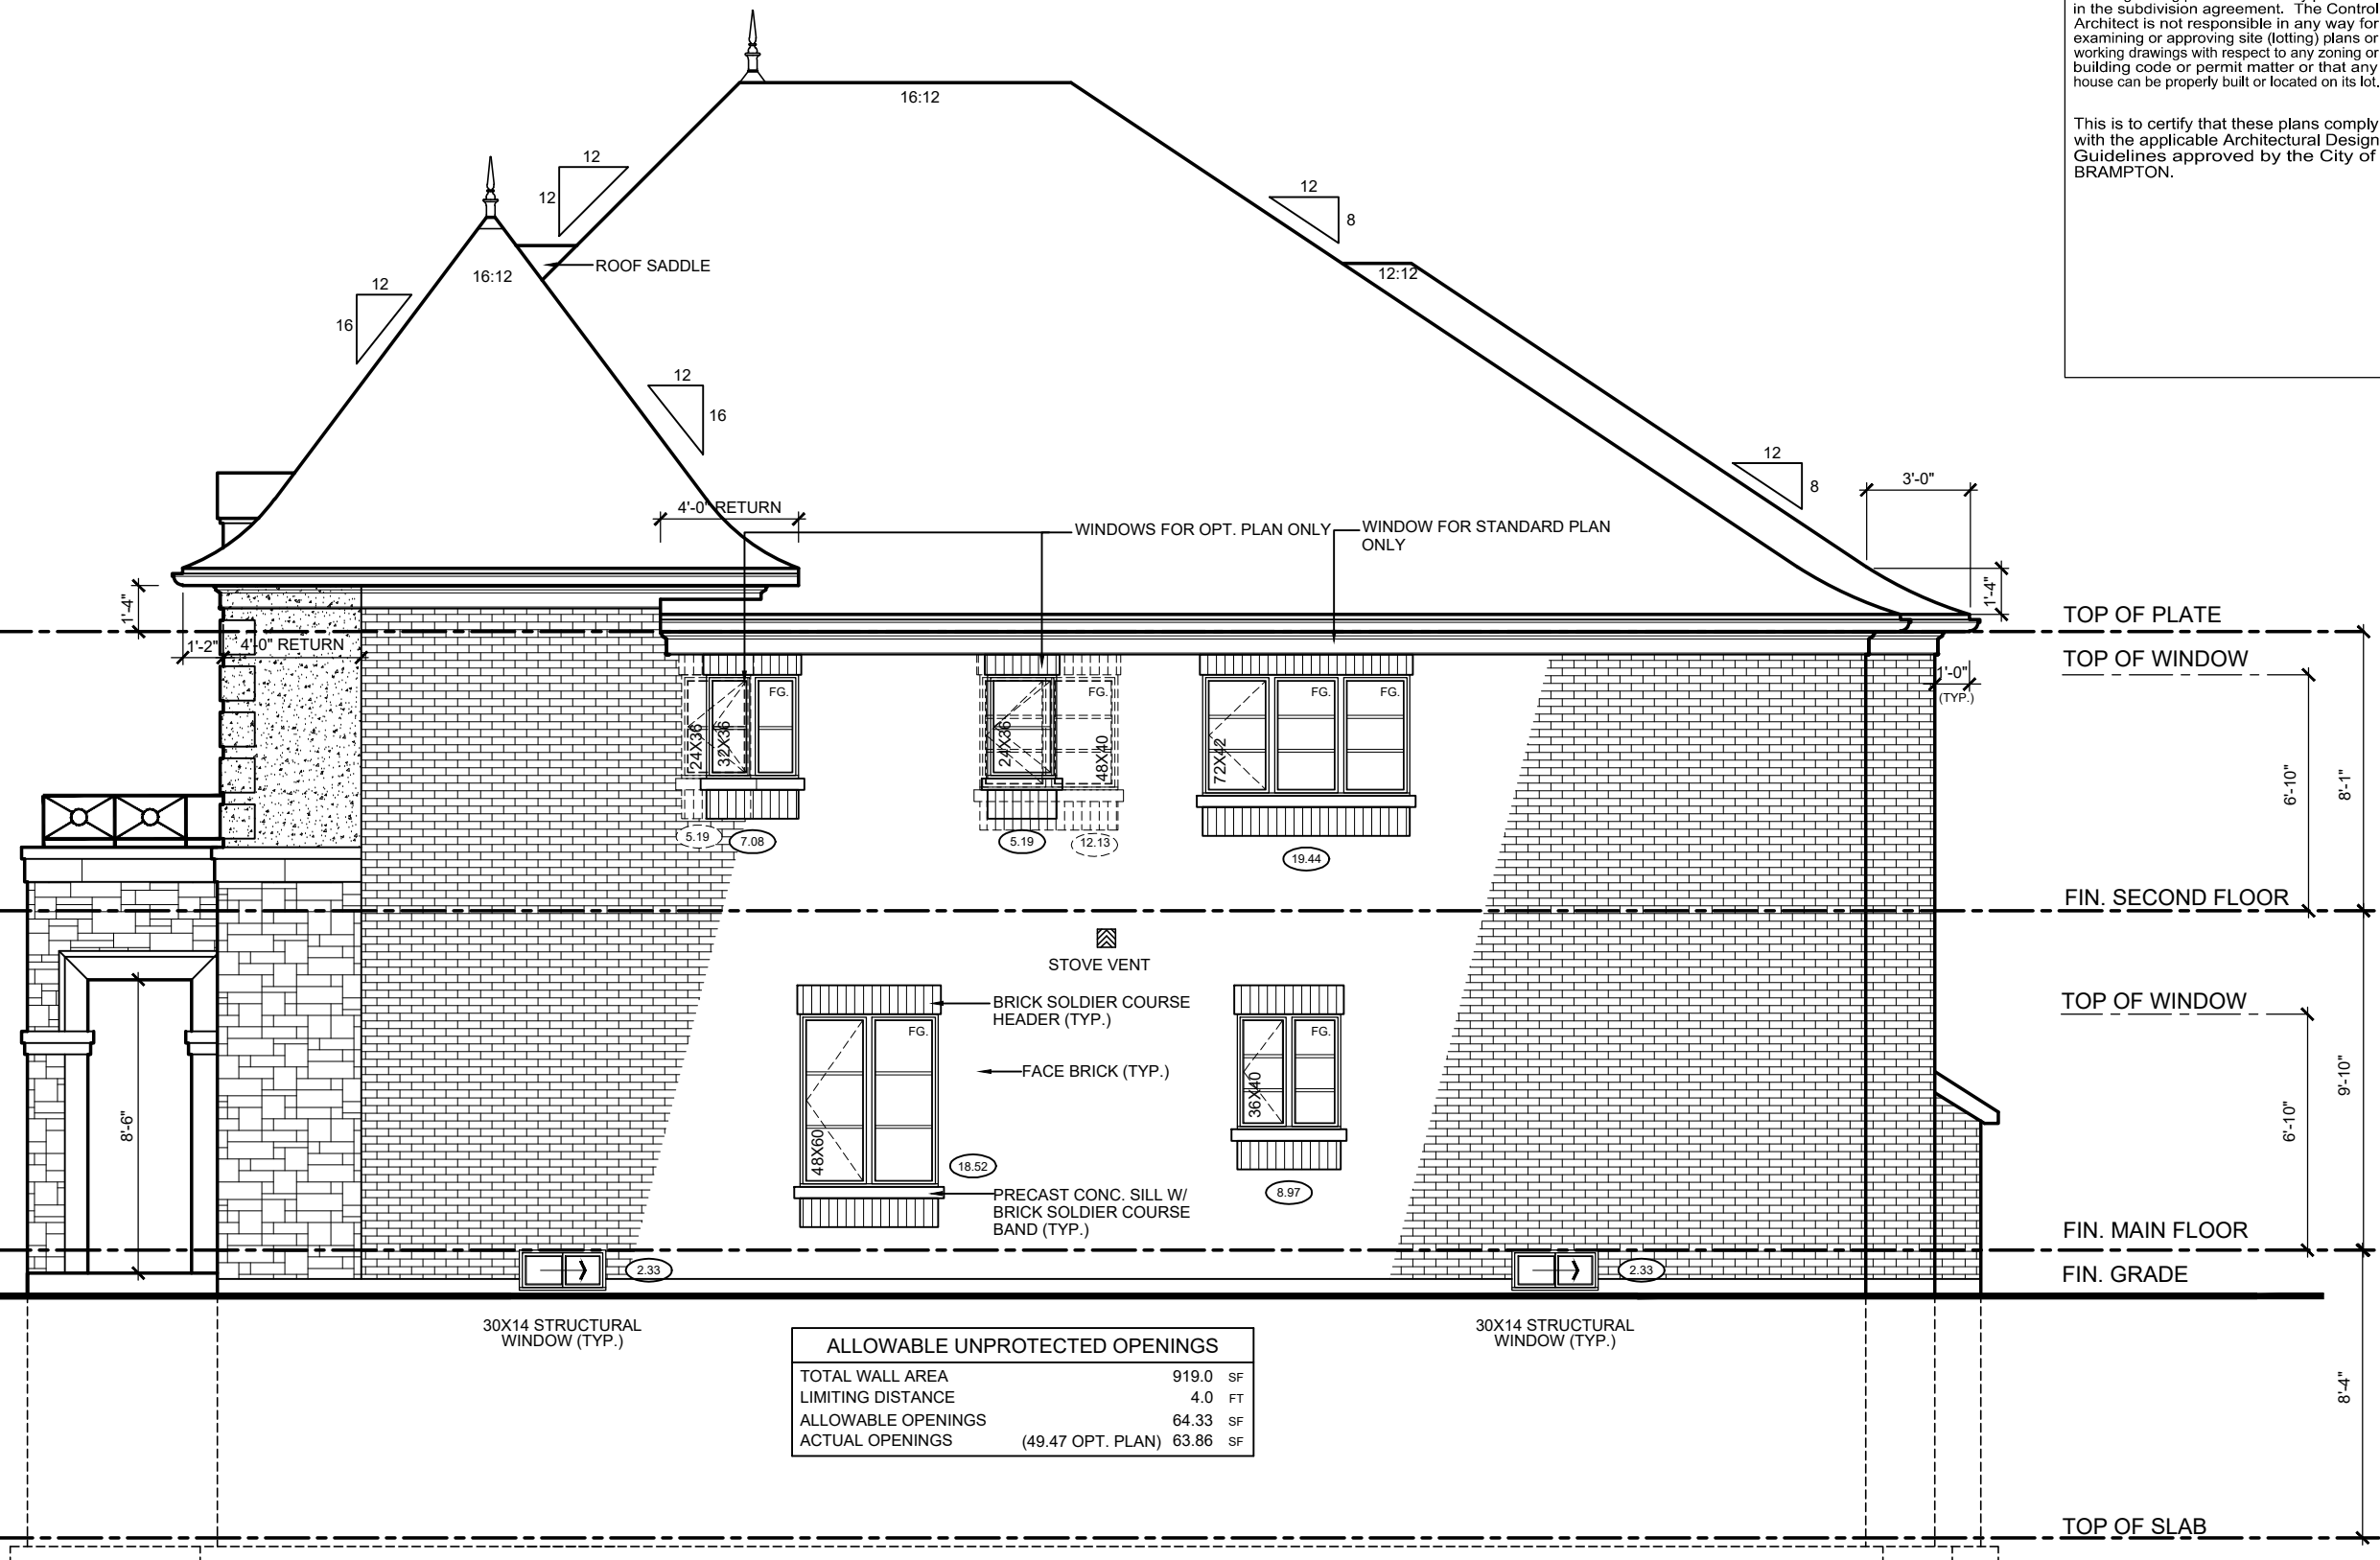 in the subdivision agreement. The Control
Architect is not responsible in any way for
examining or approving site (lotting) plans or
working drawings with respect to any zoning or
building code or permit matter or that any
house can be properly built or located on its lot.
This is to certify that these plans comply
with the applicable Architectural Design
Guidelines approved by the City of
BRAMPTON.
16:12
12
12
12
8
ROOF SADDLE
16:12
12:12
12
16
12
16
12
8
3'-0"
4'-0" RETURN
WINDOWS FOR OPT. PLAN ONLY
WINDOW FOR STANDARD PLAN
ONLY
1'-4"
1'-4"
TOP OF PLATE
1'-2"
4'-0" RETURN
TOP OF WINDOW
1'-0"
(TYP.)
FG.
FG.
FG.
FG.
24X36
32X36
24X36
48X40
72X42
6'-10"
8'-1"
5.19
7.08
5.19
12.13
19.44
FIN. SECOND FLOOR
STOVE VENT
BRICK SOLDIER COURSE
HEADER (TYP.)
TOP OF WINDOW
FG.
FG.
FACE BRICK (TYP.)
36X40
9'-10"
8'-6"
48X60
6'-10"
18.52
8.97
PRECAST CONC. SILL W/
BRICK SOLDIER COURSE
BAND (TYP.)
FIN. MAIN FLOOR
2.33
2.33
FIN. GRADE
30X14 STRUCTURAL
WINDOW (TYP.)
30X14 STRUCTURAL
WINDOW (TYP.)
ALLOWABLE UNPROTECTED OPENINGS
TOTAL WALL AREA 919.0 SF
LIMITING DISTANCE 4.0 FT
ALLOWABLE OPENINGS 64.33 SF
ACTUAL OPENINGS (49.47 OPT. PLAN) 63.86 SF
8'-4"
TOP OF SLAB